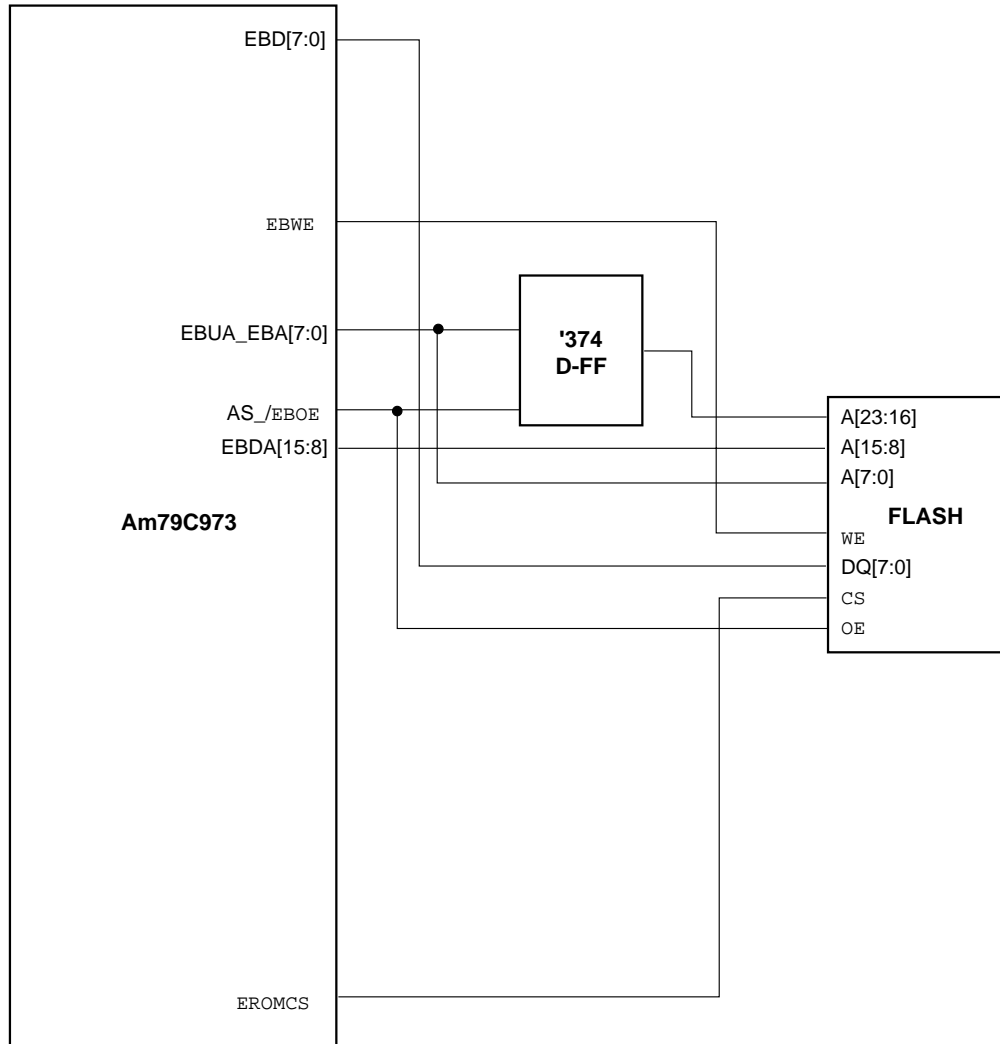 EBD[7:0]
EBWE
EBUA_EBA[7:0]
'374
D-FF
AS_/EBOE
EBDA[15:8]
Am79C973
A[23:16]
A[15:8]
A[7:0]
FLASH
WE
DQ[7:0]
CS
OE
EROMCS